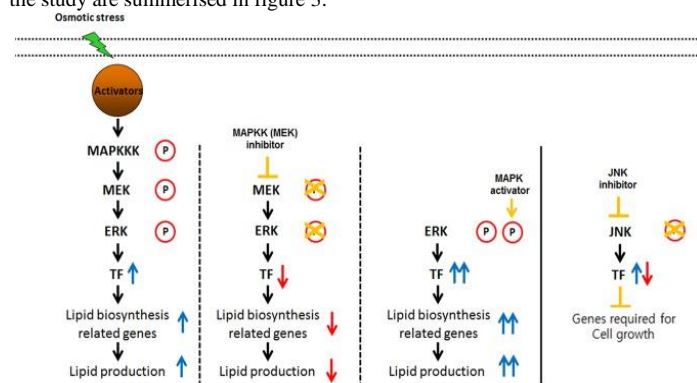 the study are summerised in figure 3.
Osmotic stress
Activators
MAPKKK P
MEK P
ERK P
TF
Lipid biosynthesis
related genes
Lipid production
MAPKK (MEK)
inhibitor
MEK P
ERK P
TF
Lipid biosynthesis
related genes
Lipid production
MAPK
activator
ERK P P
TF
Lipid biosynthesis
related genes
Lipid production
JNK
inhibitor
JNK P
TF
Genes required for
Cell growth